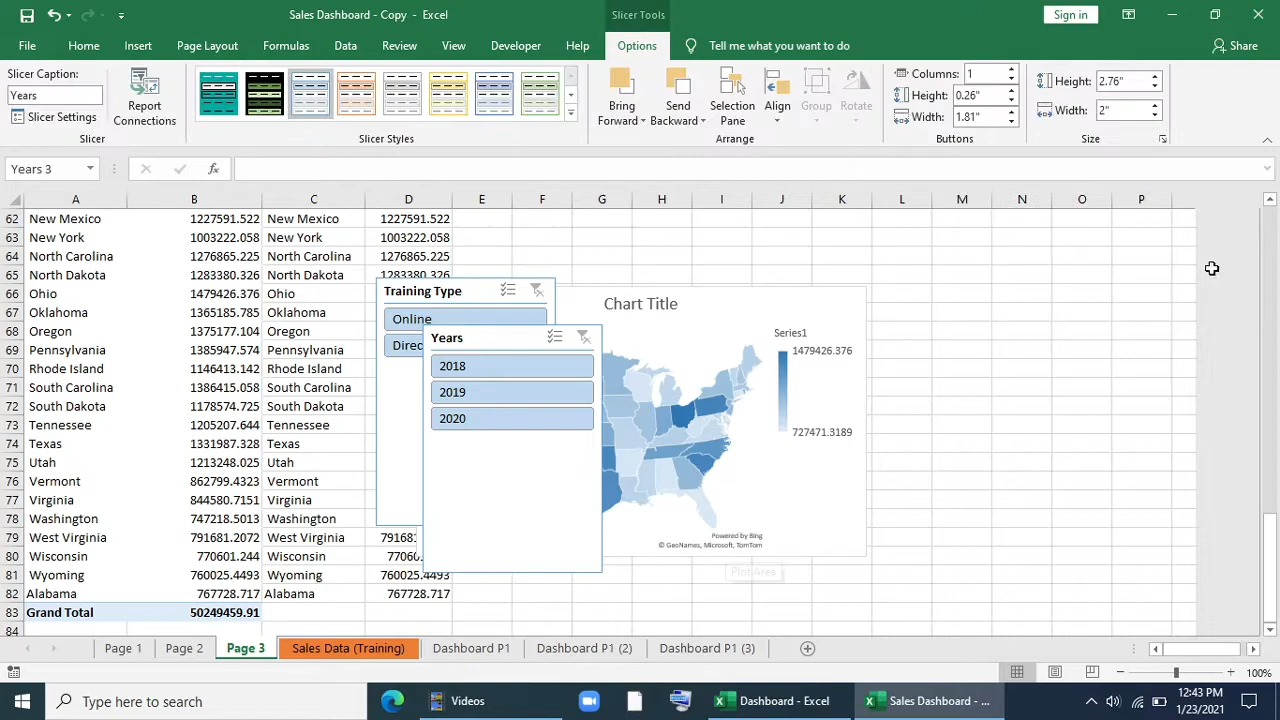 Sales Dashboard - Copy - Excel
Slicer Tools
Sign in
File Home Insert Page Layout Formulas Data Review View Developer Help Options Tell me what you want to do Share
Slicer Caption:
Years
Slicer Settings
Report Connections
Bring Forward
Send Backward
Selection Pane
Align
Group
Rotate
Columns: 1
Height: 0.26"
Width: 1.81"
Height: 2.76"
Width: 2"
Slicer
Slicer Styles
Arrange
Buttons
Size
Years 3
A B C D E F G H I J K L M N O P
62 New Mexico 1227591.522 New Mexico 1227591.522
63 New York 1003222.058 New York 1003222.058
64 North Carolina 1276865.225 North Carolina 1276865.225
65 North Dakota 1283380.326 North Dakota 1283380.326
66 Ohio 1479426.376 Ohio
67 Oklahoma 1365185.785 Oklahoma
68 Oregon 1375177.104 Oregon
69 Pennsylvania 1385947.574 Pennsylvania
70 Rhode Island 1146413.142 Rhode Island
71 South Carolina 1386415.058 South Carolina
72 South Dakota 1178574.725 South Dakota
73 Tennessee 1205207.644 Tennessee
74 Texas 1331987.328 Texas
75 Utah 1213248.025 Utah
76 Vermont 862799.4323 Vermont
77 Virginia 844580.7151 Virginia
78 Washington 747218.5013 Washington
79 West Virginia 791681.2072 West Virginia 79168
80 Wisconsin 770601.244 Wisconsin 7706
81 Wyoming 760025.4493 Wyoming 760025.4493
82 Alabama 767728.717 Alabama 767728.717
83 Grand Total 50249459.91
84
Training Type
Online
Direc
Years
2018
2019
2020
Chart Title
Series1
1479426.376
727471.3189
Powered by Bing
© GeoNames, Microsoft, TomTom
Plot Area
Page 1 Page 2 Page 3 Sales Data (Training) Dashboard P1 Dashboard P1 (2) Dashboard P1 (3)
100%
Type here to search
Videos
Dashboard - Excel
Sales Dashboard - ...
12:43 PM
1/23/2021